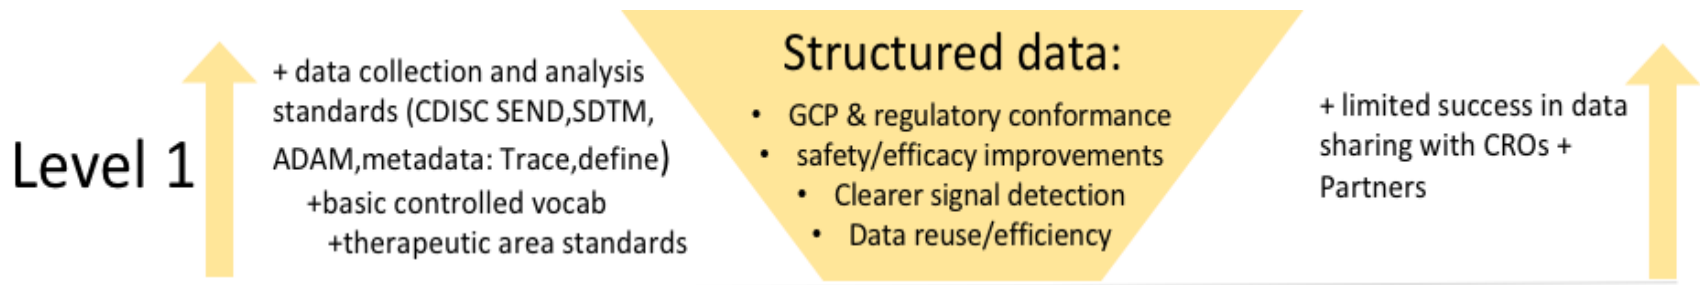 Level 1
+ data collection and analysis
standards (CDISC SEND,SDTM,
ADAM,metadata: Trace,define)
+basic controlled vocab
+therapeutic area standards
Structured data:
• GCP & regulatory conformance
• safety/efficacy improvements
• Clearer signal detection
• Data reuse/efficiency
+ limited success in data
sharing with CROs +
Partners